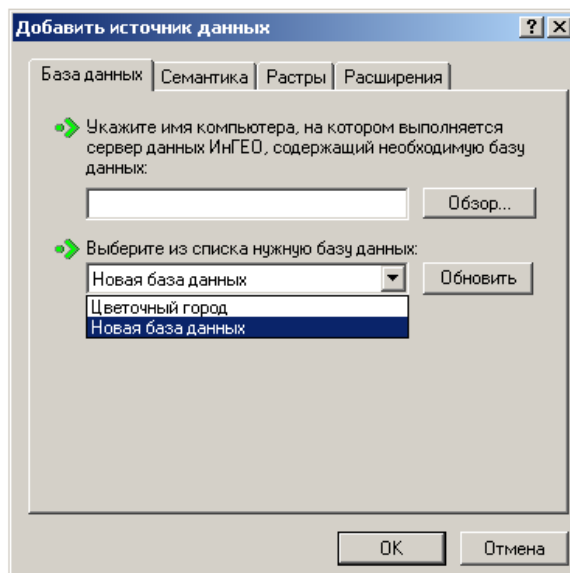 Добавить источник данных
База данных Семантика Растры Расширения
Укажите имя компьютера, на котором выполняется
сервер данных ИнГЕО, содержащий необходимую базу
данных:
Обзор...
Выберите из списка нужную базу данных:
Новая база данных
Обновить
Цветочный город
Новая база данных
OK Отмена